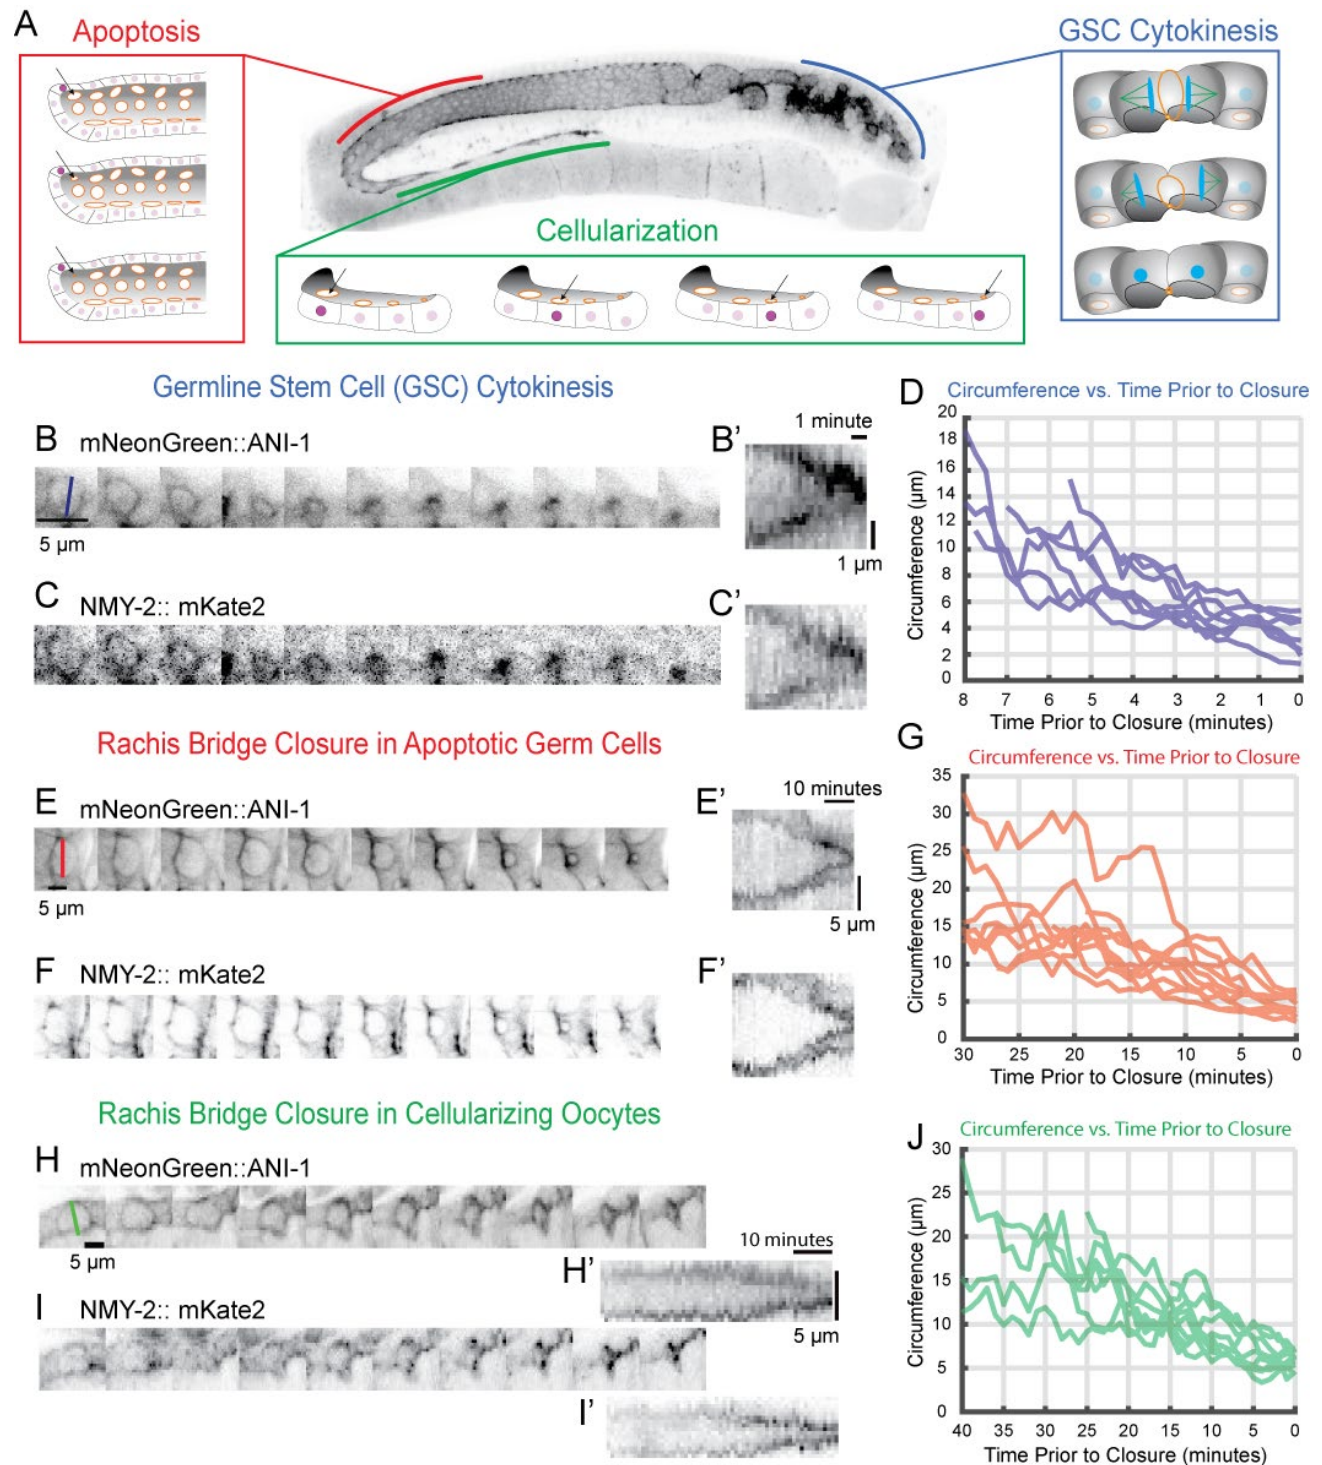 A
Apoptosis
GSC Cytokinesis
Cellularization
Germline Stem Cell (GSC) Cytokinesis
B
mNeonGreen::ANI-1
5 µm
B’
1 minute
1 µm
C
NMY-2:: mKate2
C’
D
Circumference vs. Time Prior to Closure
Circumference (µm)
20
18
16
14
12
10
8
6
4
2
0
8 7 6 5 4 3 2 1 0
Time Prior to Closure (minutes)
Rachis Bridge Closure in Apoptotic Germ Cells
E
mNeonGreen::ANI-1
5 µm
E’
10 minutes
5 µm
F
NMY-2:: mKate2
F’
G
Circumference vs. Time Prior to Closure
Circumference (µm)
35
30
25
20
15
10
5
0
30 25 20 15 10 5 0
Time Prior to Closure (minutes)
Rachis Bridge Closure in Cellularizing Oocytes
H
mNeonGreen::ANI-1
5 µm
H’
10 minutes
5 µm
I
NMY-2:: mKate2
I’
J
Circumference vs. Time Prior to Closure
Circumference (µm)
30
25
20
15
10
5
0
40 35 30 25 20 15 10 5 0
Time Prior to Closure (minutes)